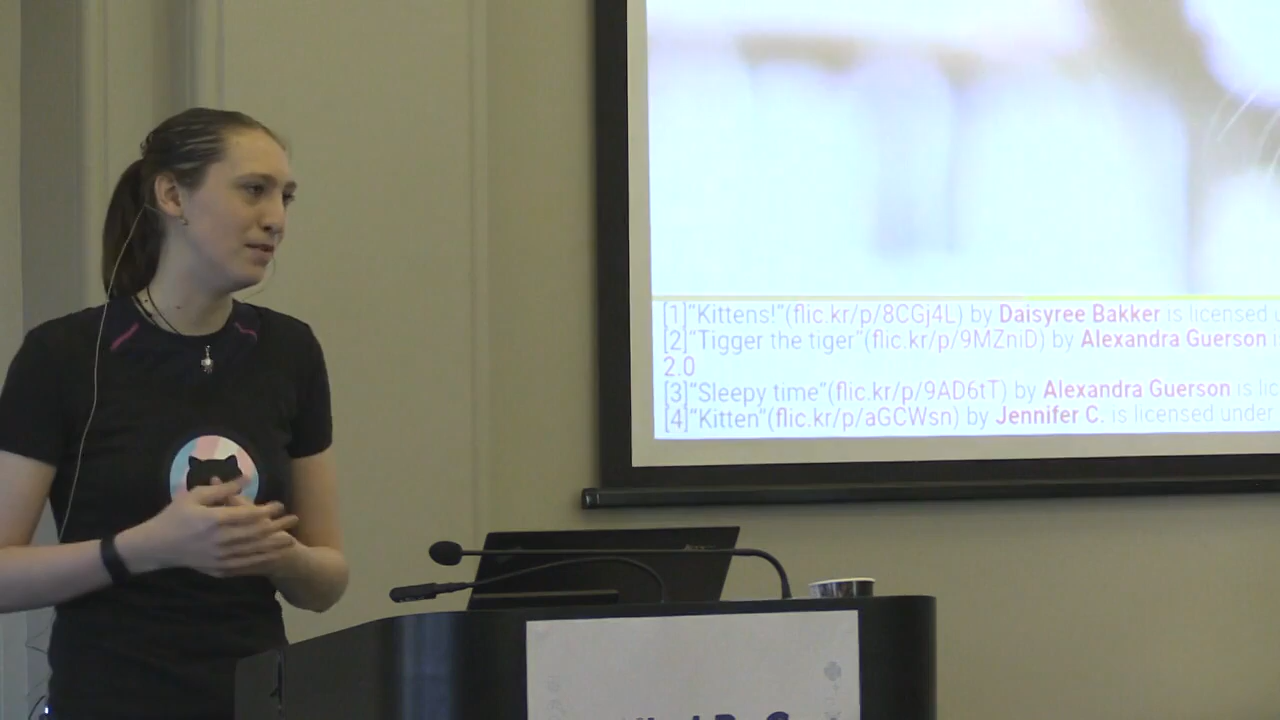 [1]“Kittens!”(flic.kr/p/8CGj4L) by Daisyree Bakker is licensed
[2]“Tigger the tiger”(flic.kr/p/9MZniD) by Alexandra Guerson
2.0
[3]“Sleepy time”(flic.kr/p/9AD6tT) by Alexandra Guerson is lic
[4]“Kitten”(flic.kr/p/aGCWsn) by Jennifer C. is licensed under